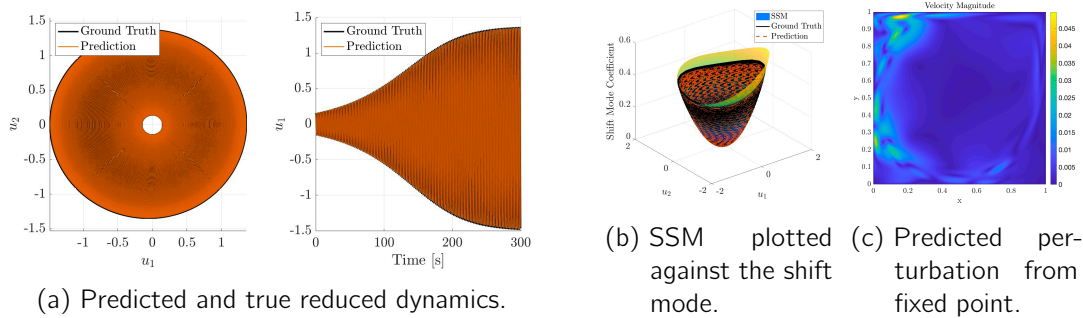 Ground Truth
Prediction
1.5
1
0.5
0
-0.5
-1
-1.5
u2
-1
-0.5
0
0.5
1
u1
Ground Truth
Prediction
1.5
1
0.5
0
-0.5
-1
-1.5
u1
0
100
200
300
Time [s]
(a) Predicted and true reduced dynamics.
SSM
Ground Truth
Prediction
0.6
0.4
0.2
0
Shift Mode Coefficient
2
0
-2
u2
-2
0
2
u1
(b) SSM plotted
against the shift
mode.
Velocity Magnitude
1
0.9
0.8
0.7
0.6
0.5
0.4
0.3
0.2
0.1
0
y
0
0.2
0.4
0.6
0.8
1
x
0.045
0.04
0.035
0.03
0.025
0.02
0.015
0.01
0.005
(c) Predicted per-
turbation from
fixed point.